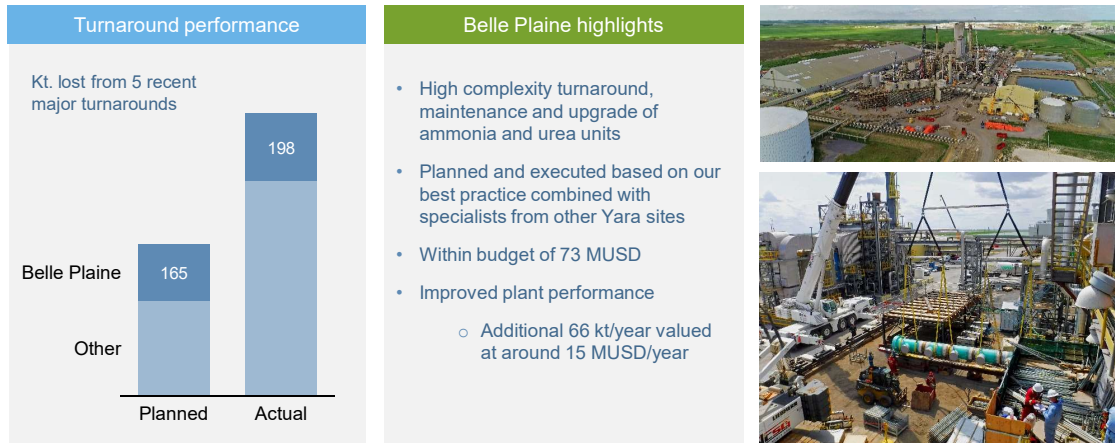 Turnaround performance
Kt. lost from 5 recent
major turnarounds
198
Belle Plaine
165
Other
Planned
Actual
Belle Plaine highlights
• High complexity turnaround,
maintenance and upgrade of
ammonia and urea units
• Planned and executed based on our
best practice combined with
specialists from other Yara sites
• Within budget of 73 MUSD
• Improved plant performance
o Additional 66 kt/year valued
at around 15 MUSD/year